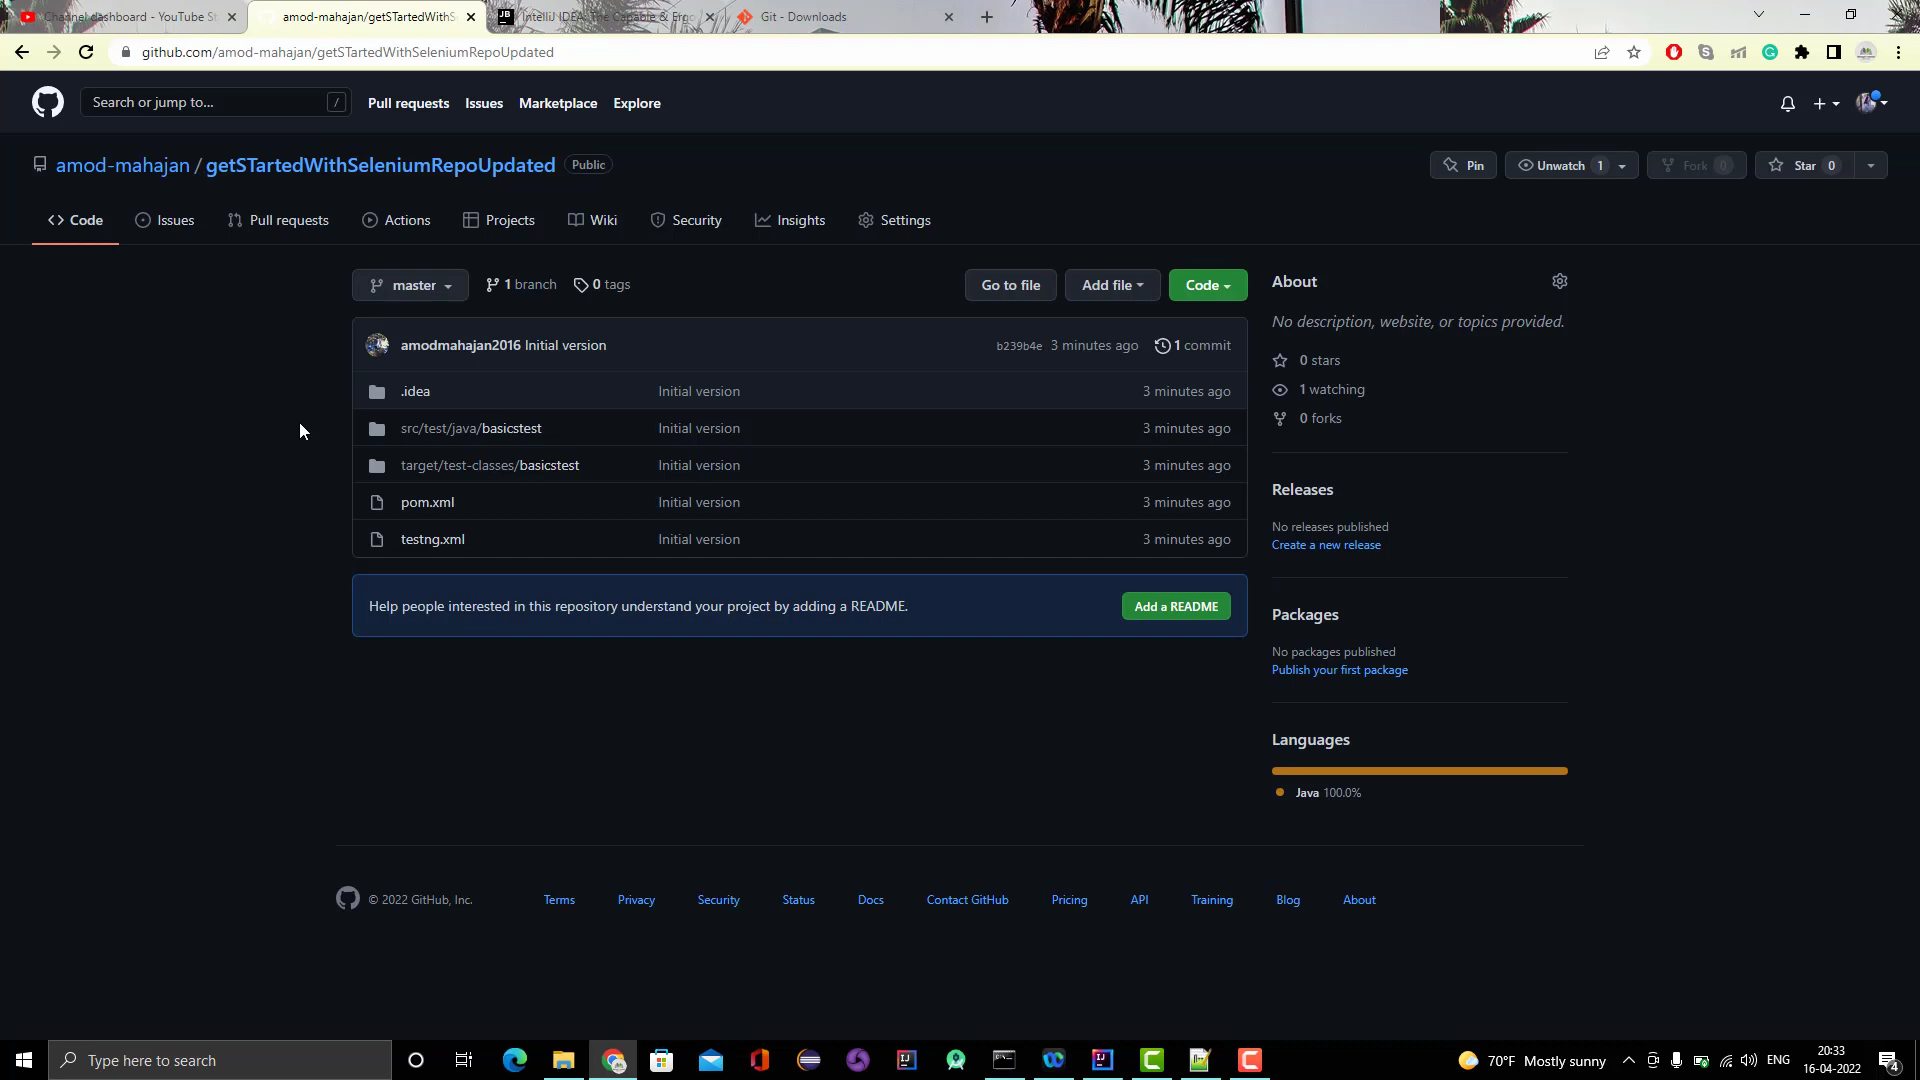 Channel dashboard - YouTube St
amod-mahajan/getSTartedWithS
IntelliJ IDEA: The Capable & Ergo
Git - Downloads
github.com/amod-mahajan/getSTartedWithSeleniumRepoUpdated
Search or jump to... /
Pull requests Issues Marketplace Explore
amod-mahajan / getSTartedWithSeleniumRepoUpdated Public
Pin Unwatch 1 Fork 0 Star 0
<> Code Issues Pull requests Actions Projects Wiki Security Insights Settings
master 1 branch 0 tags Go to file Add file Code
amodmahajan2016 Initial version b239b4e 3 minutes ago 1 commit
.idea Initial version 3 minutes ago
src/test/java/basicstest Initial version 3 minutes ago
target/test-classes/basicstest Initial version 3 minutes ago
pom.xml Initial version 3 minutes ago
testng.xml Initial version 3 minutes ago
Help people interested in this repository understand your project by adding a README. Add a README
About
No description, website, or topics provided.
0 stars
1 watching
0 forks
Releases
No releases published
Create a new release
Packages
No packages published
Publish your first package
Languages
Java 100.0%
© 2022 GitHub, Inc. Terms Privacy Security Status Docs Contact GitHub Pricing API Training Blog About
Type here to search
70°F Mostly sunny
ENG
20:33
16-04-2022
4